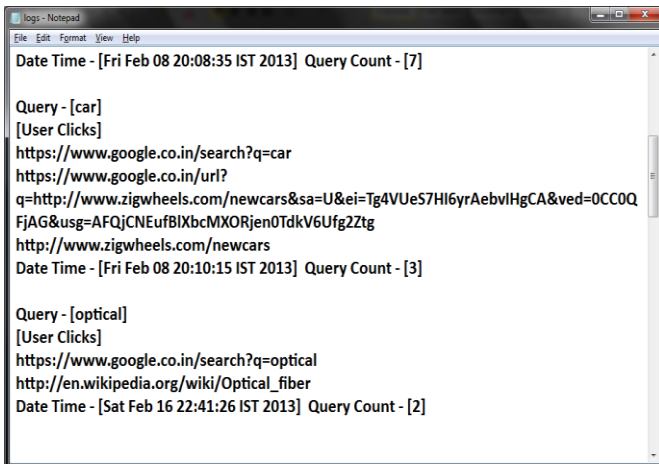 logs - Notepad
File Edit Format View Help
Date Time - [Fri Feb 08 20:08:35 IST 2013] Query Count - [7]
Query - [car]
[User Clicks]
https://www.google.co.in/search?q=car
https://www.google.co.in/url?
q=http://www.zigwheels.com/newcars&sa=U&ei=Tg4VUeS7HI6yrAebvIHgCA&ved=0CC0Q
FjAG&usg=AFQjCNEufBlXbcMXORjen0TdkV6Ufg2Ztg
http://www.zigwheels.com/newcars
Date Time - [Fri Feb 08 20:10:15 IST 2013] Query Count - [3]
Query - [optical]
[User Clicks]
https://www.google.co.in/search?q=optical
http://en.wikipedia.org/wiki/Optical_fiber
Date Time - [Sat Feb 16 22:41:26 IST 2013] Query Count - [2]